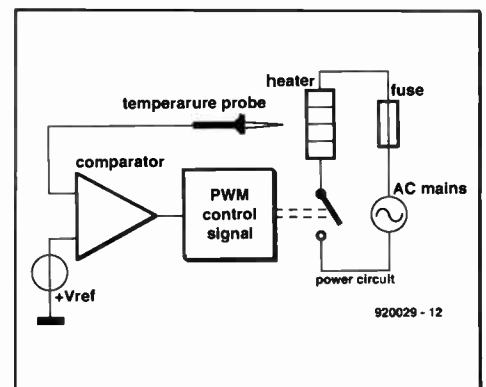 heater
fuse
temperarure probe
comparator
PWM
control
signal
AC mains
+Vref
power circuit
920029 - 12